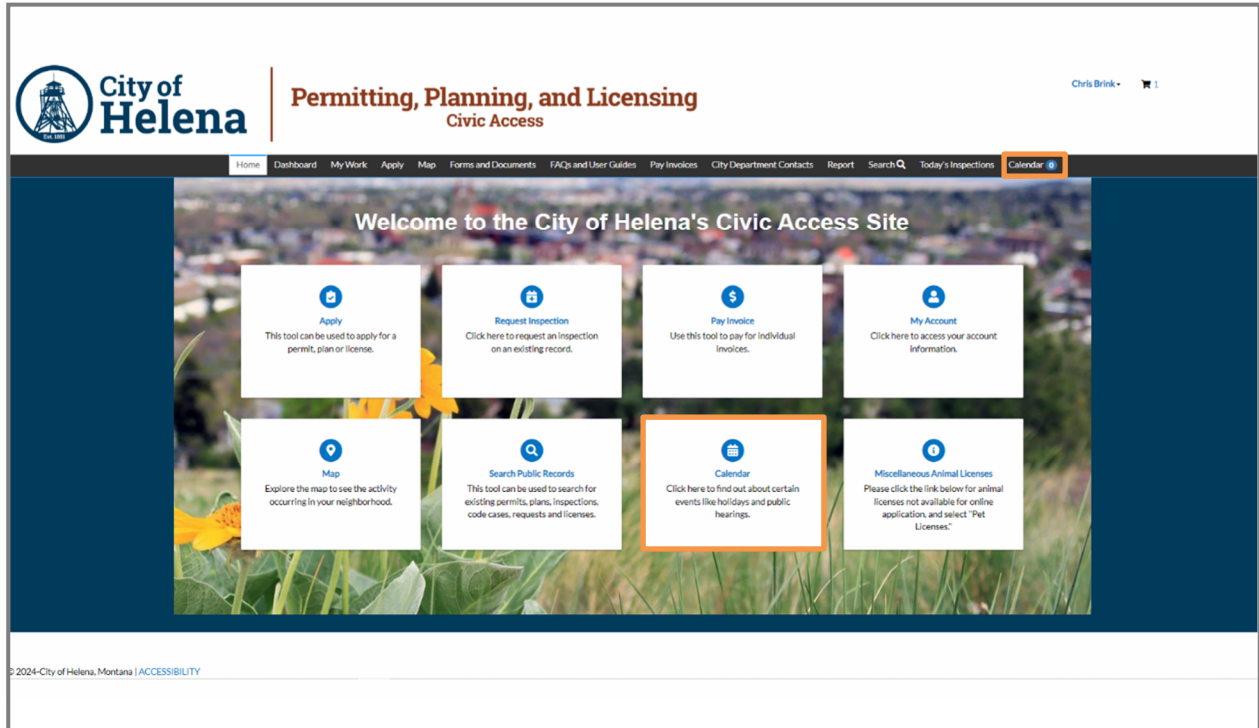 City of
Helena
Est. 1881
Permitting, Planning, and Licensing
Civic Access
Chris Brink
1
Home Dashboard My Work Apply Map Forms and Documents FAQs and User Guides Pay Invoices City Department Contacts Report Search Today's Inspections Calendar 0
Welcome to the City of Helena's Civic Access Site
Apply
This tool can be used to apply for a
permit, plan or license.
Request Inspection
Click here to request an inspection
on an existing record.
Pay Invoice
Use this tool to pay for individual
invoices.
My Account
Click here to access your account
information.
Map
Explore the map to see the activity
occurring in your neighborhood.
Search Public Records
This tool can be used to search for
existing permits, plans, inspections,
code cases, requests and licenses.
Calendar
Click here to find out about certain
events like holidays and public
hearings.
Miscellaneous Animal Licenses
Please click the link below for animal
licenses not available for online
application, and select "Pet
Licenses."
© 2024-City of Helena, Montana | ACCESSIBILITY